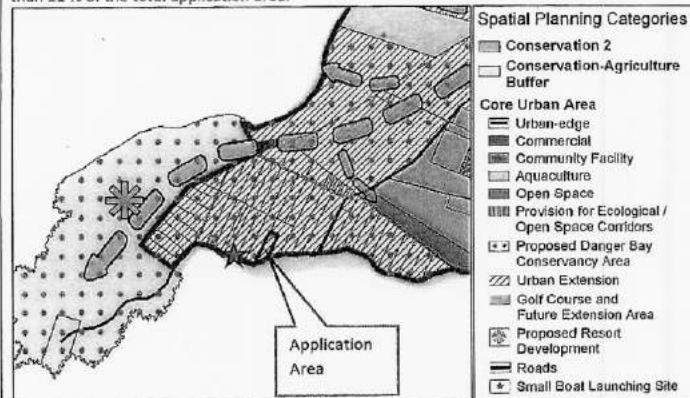 Spatial Planning Categories
Conservation 2
Conservation-Agriculture
Buffer
Core Urban Area
Urban-edge
Commercial
Community Facility
Aquaculture
Open Space
Provision for Ecological /
Open Space Corridors
Proposed Danger Bay
Conservancy Area
Urban Extension
Golf Course and
Future Extension Area
Proposed Resort
Development
Roads
Small Boat Launching Site
Application
Area